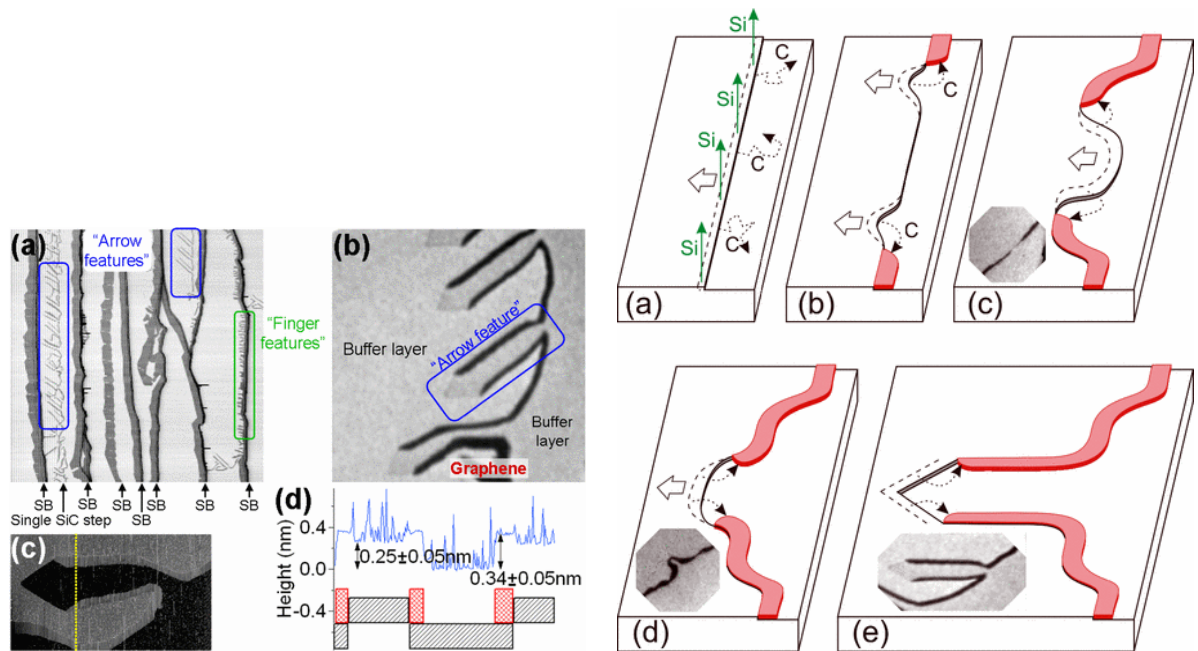 (a)
"Arrow
features"
"Finger
features"
SB
SB
SB
SB
SB
SB
SB
Single SiC step
(b)
Buffer layer
"Arrow feature"
Buffer
layer
Graphene
(c)
(d)
Height (nm)
0.4
0.0
-0.4
0.25±0.05nm
0.34±0.05nm
Si
Si
Si
Si
C
C
C
(a)
C
C
(b)
(c)
(d)
(e)